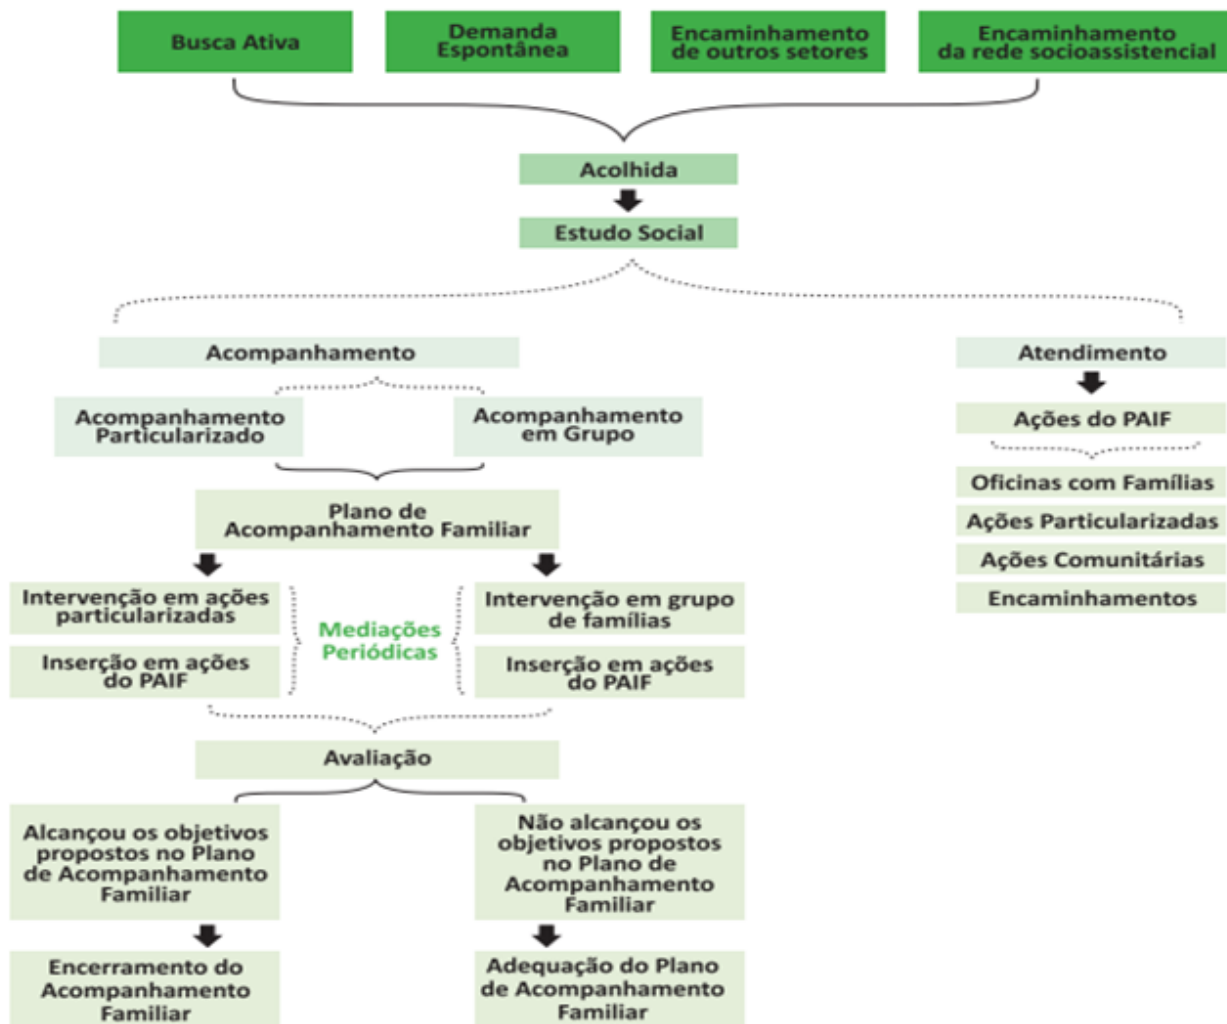 Busca Ativa
Demanda
Espontânea
Encaminhamento
de outros setores
Encaminhamento
da rede socioassistencial
Acolhida
Estudo Social
Acompanhamento
Atendimento
Acompanhamento
Particularizado
Acompanhamento
em Grupo
Ações do PAIF
Oficinas com Famílias
Ações Particularizadas
Ações Comunitárias
Encaminhamentos
Plano de
Acompanhamento Familiar
Intervenção em ações
particularizadas
Inserção em ações
do PAIF
Mediações
Periódicas
Intervenção em grupo
de famílias
Inserção em ações
do PAIF
Avaliação
Alcançou os objetivos
propostos no Plano
de Acompanhamento
Familiar
Não alcançou os
objetivos propostos
no Plano de
Acompanhamento
Familiar
Encerramento do
Acompanhamento
Familiar
Adequação do Plano
de Acompanhamento
Familiar